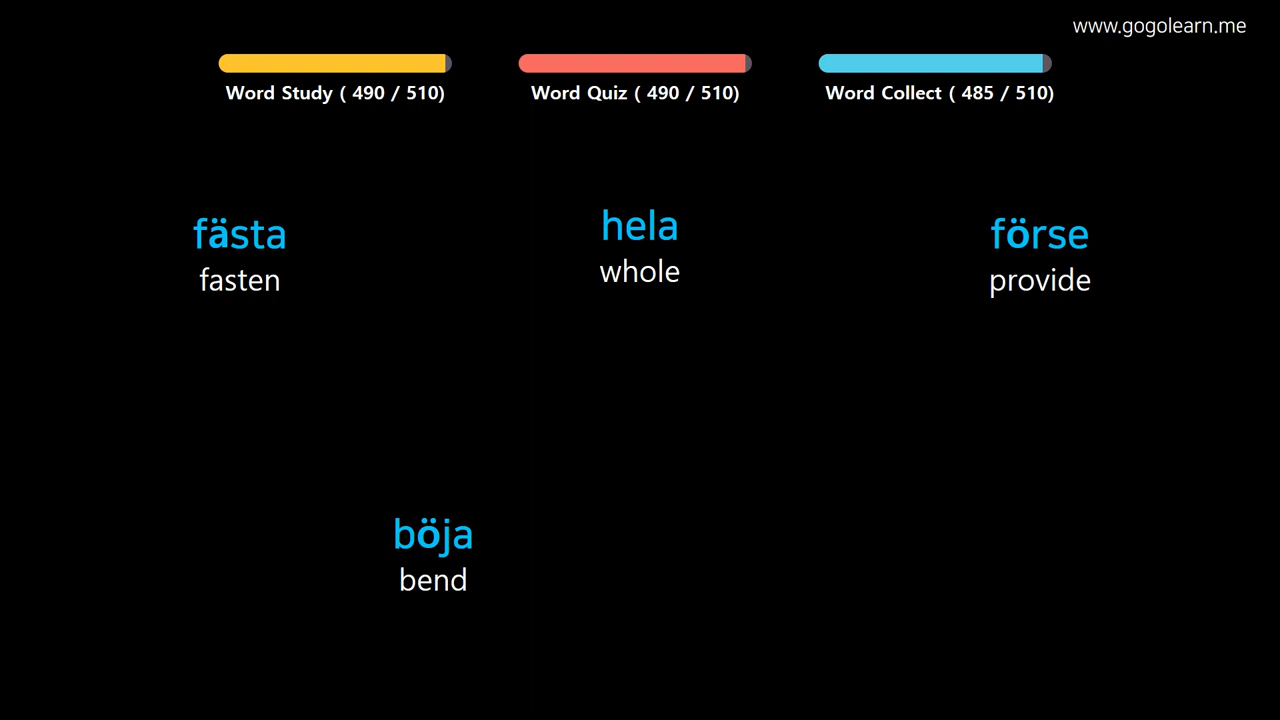 www.gogolearn.me
Word Study ( 490 / 510)
Word Quiz ( 490 / 510)
Word Collect ( 485 / 510)
fästa
fasten
hela
whole
förse
provide
böja
bend